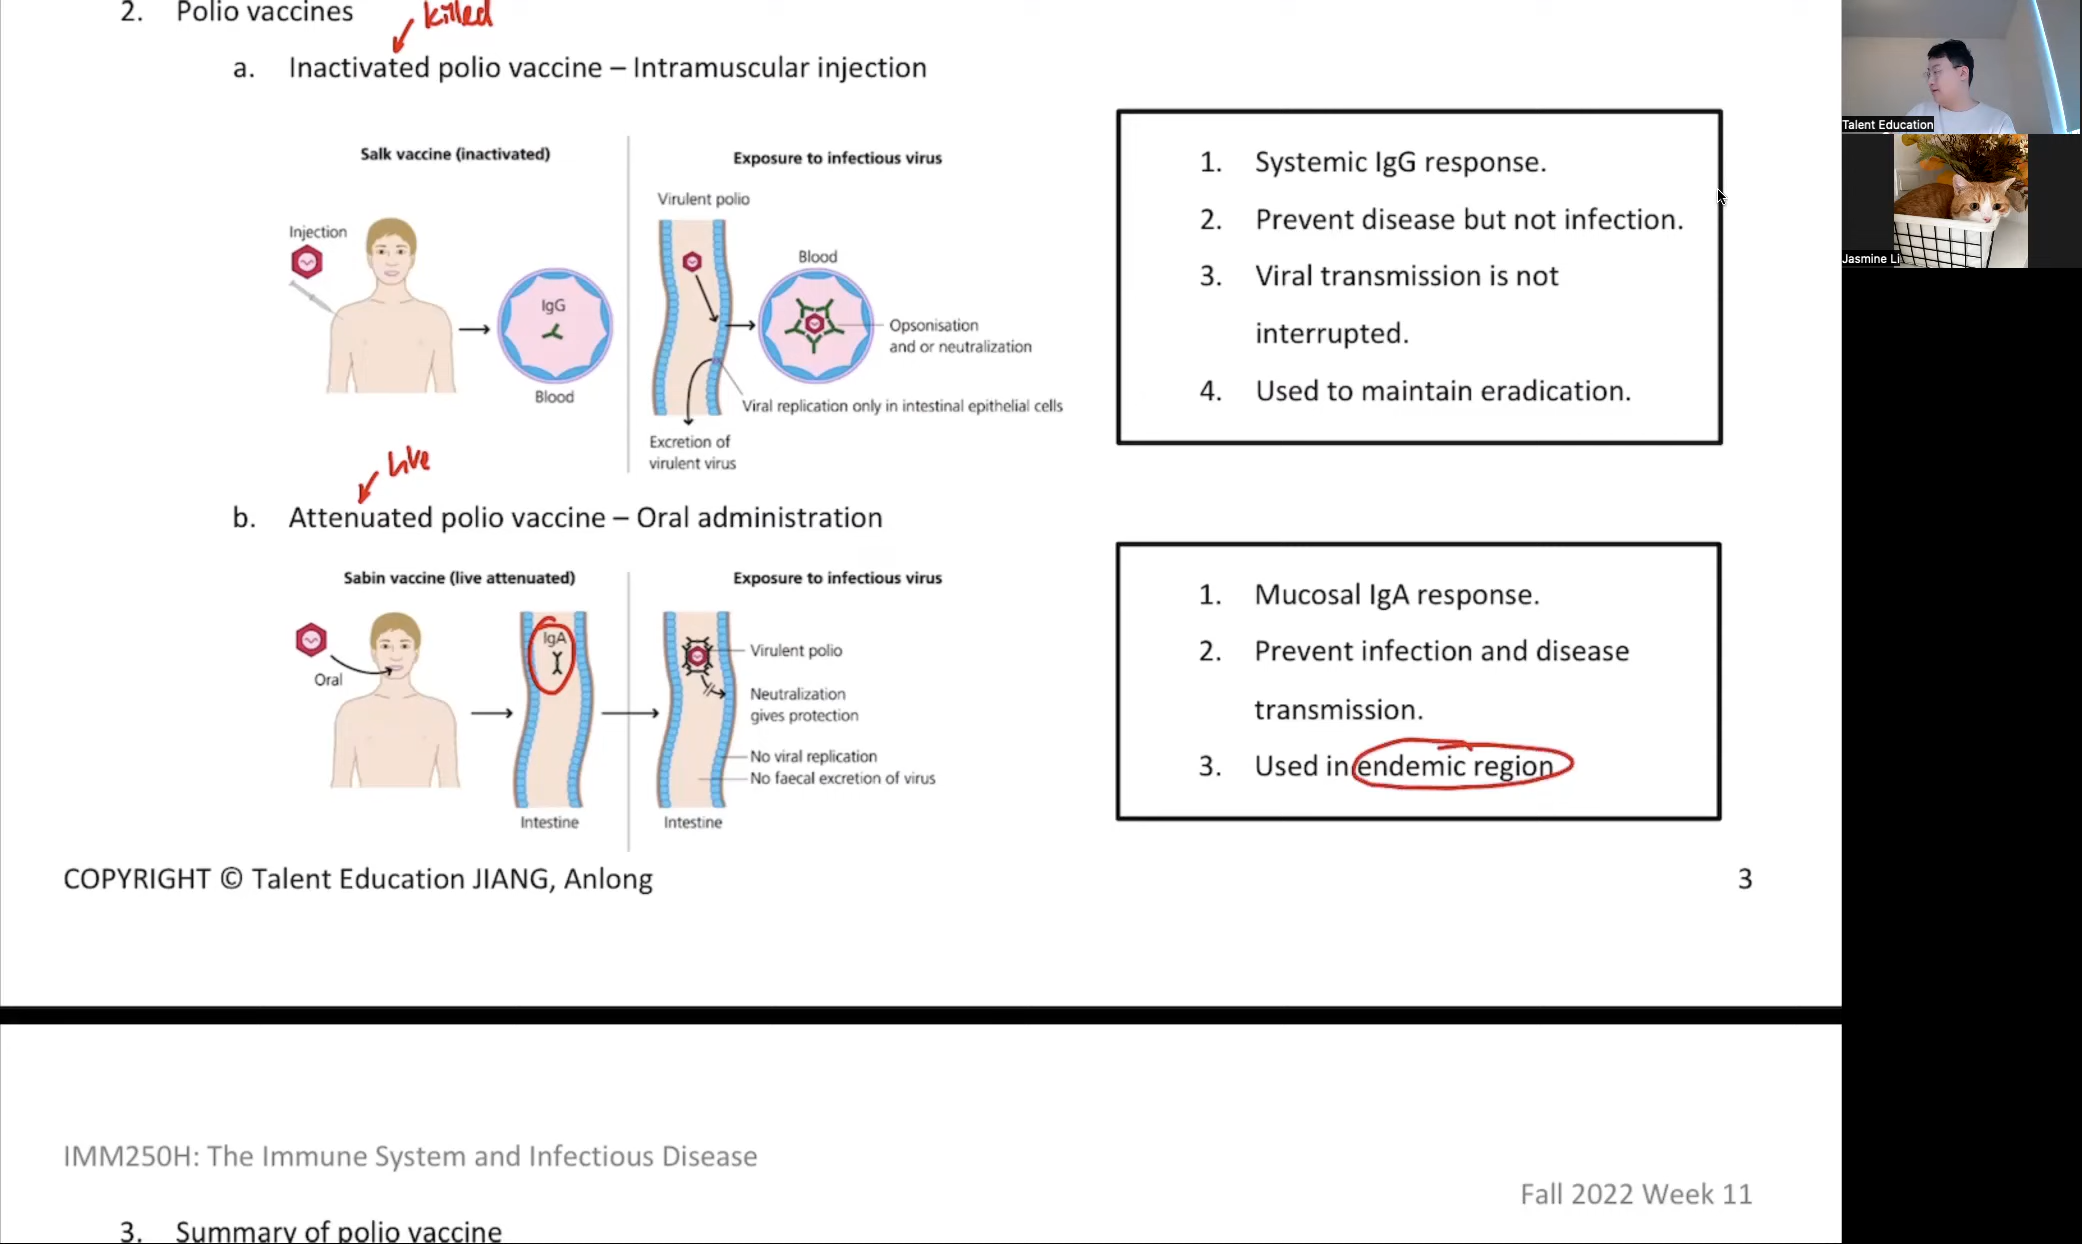 2. Polio vaccines
killed
a. Inactivated polio vaccine – Intramuscular injection
Salk vaccine (inactivated)
Exposure to infectious virus
Injection
IgG
Blood
Virulent polio
Blood
Opsonisation
and or neutralization
Viral replication only in intestinal epithelial cells
Excretion of
virulent virus
1. Systemic IgG response.
2. Prevent disease but not infection.
3. Viral transmission is not
interrupted.
4. Used to maintain eradication.
live
b. Attenuated polio vaccine – Oral administration
Sabin vaccine (live attenuated)
Exposure to infectious virus
Oral
IgA
Intestine
Virulent polio
Neutralization
gives protection
No viral replication
No faecal excretion of virus
Intestine
1. Mucosal IgA response.
2. Prevent infection and disease
transmission.
3. Used in endemic region
COPYRIGHT © Talent Education JIANG, Anlong
3
IMM250H: The Immune System and Infectious Disease
Fall 2022 Week 11
3. Summary of polio vaccine
Talent Education
Jasmine Li